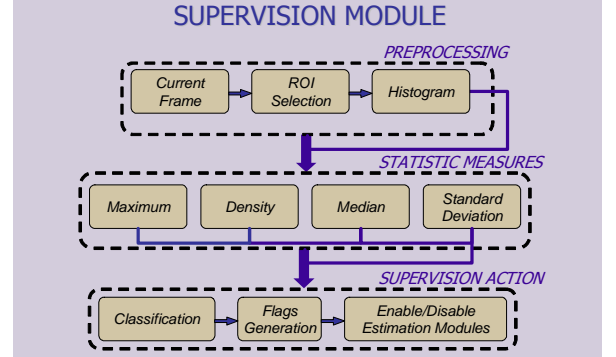 SUPERVISION MODULE
PREPROCESSING
Current
Frame
ROI
Selection
Histogram
STATISTIC MEASURES
Maximum
Density
Median
Standard
Deviation
SUPERVISION ACTION
Classification
Flags
Generation
Enable/Disable
Estimation Modules